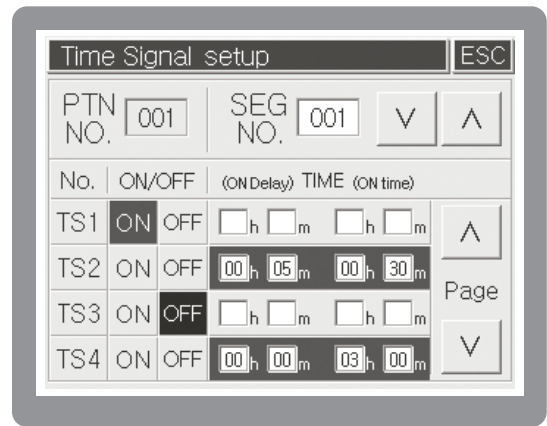 Time Signal setup ESC
PTN NO. 001 SEG NO. 001 ∨ ∧
No. ON/OFF (ON Delay) TIME (ON time)
TS1 ON OFF h m h m ∧
TS2 ON OFF 00 h 05 m 00 h 30 m
Page
TS3 ON OFF h m h m
TS4 ON OFF 00 h 00 m 03 h 00 m ∨